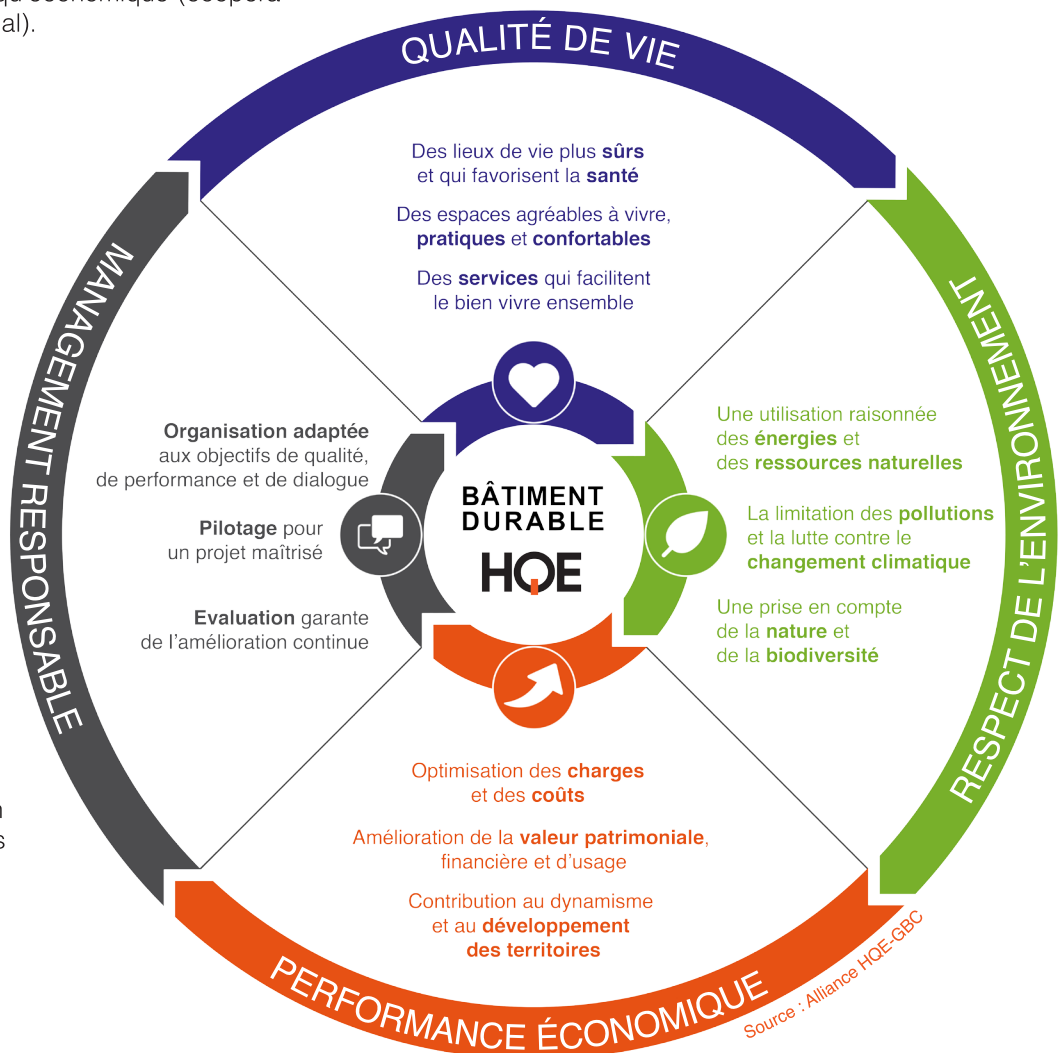 qu'économique (coopéra
al).
QUALITÉ DE VIE
Des lieux de vie plus sûrs
et qui favorisent la santé
Des espaces agréables à vivre,
pratiques et confortables
Des services qui facilitent
le bien vivre ensemble
RESPECT DE L'ENVIRONNEMENT
Une utilisation raisonnée
des énergies et
des ressources naturelles
La limitation des pollutions
et la lutte contre le
changement climatique
Une prise en compte
de la nature et
de la biodiversité
PERFORMANCE ÉCONOMIQUE
Optimisation des charges
et des coûts
Amélioration de la valeur patrimoniale,
financière et d'usage
Contribution au dynamisme
et au développement
des territoires
MANAGEMENT RESPONSABLE
Organisation adaptée
aux objectifs de qualité,
de performance et de dialogue
Pilotage pour
un projet maîtrisé
Evaluation garante
de l'amélioration continue
BÂTIMENT
DURABLE
HQE
Source : Alliance HQE-GBC